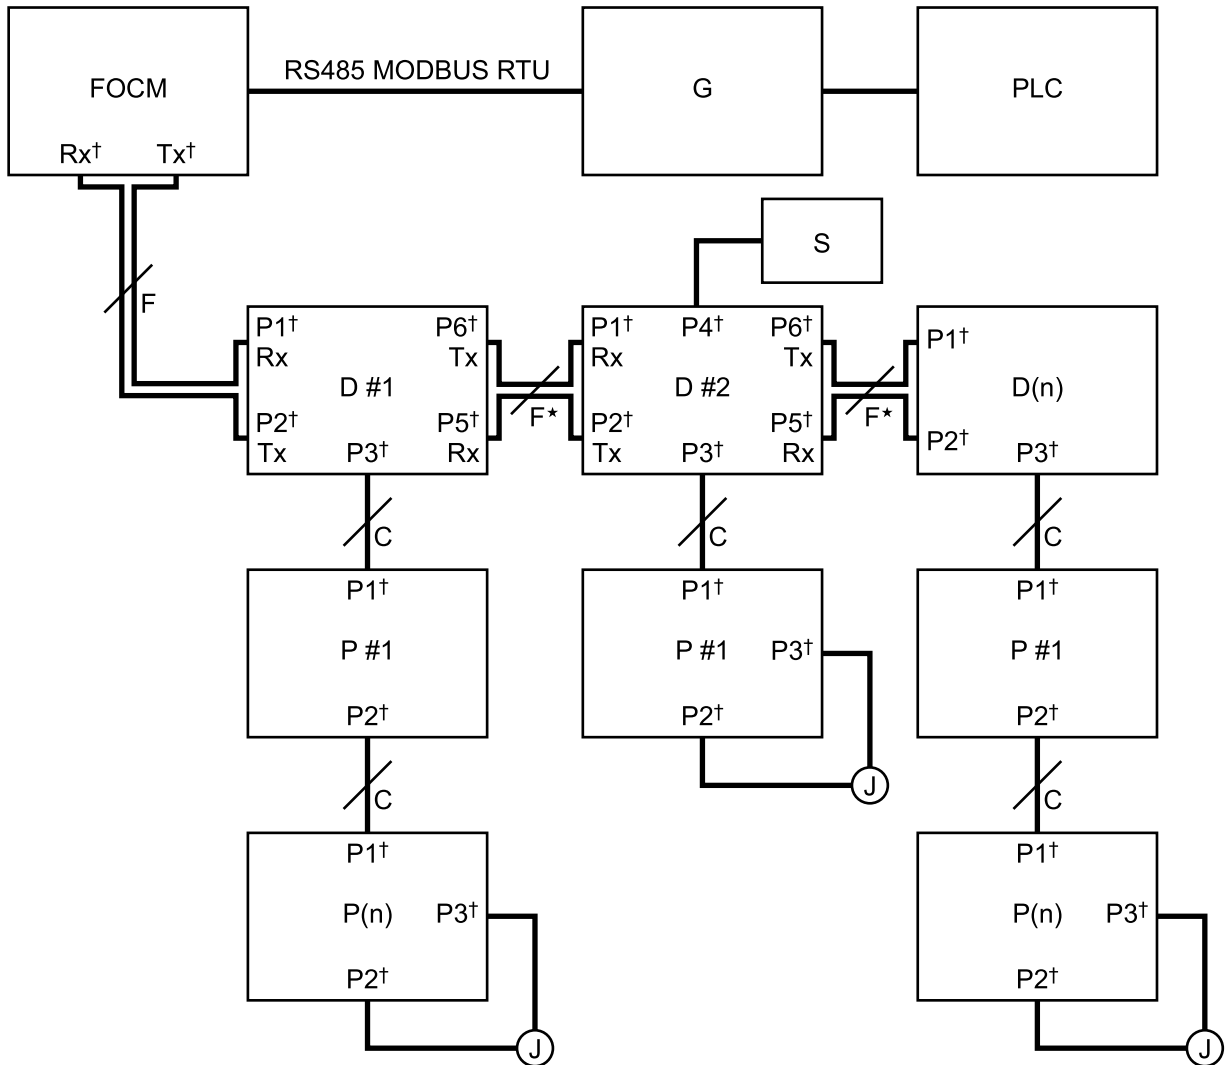 RS485 MODBUS RTU
FOCM
G
PLC
Rx† Tx†
S
F
P1† P6†
Rx Tx
D #1
P2† P5†
Tx P3† Rx
F★
P1† P4† P6†
Rx Tx
D #2
P2† P5†
Tx P3† Rx
F★
P1†
D(n)
P2†
P3†
C
C
C
P1†
P #1
P2†
P1†
P #1 P3†
P2†
P1†
P #1
P2†
C
J
C
P1†
P(n) P3†
P2†
J
P1†
P(n) P3†
P2†
J